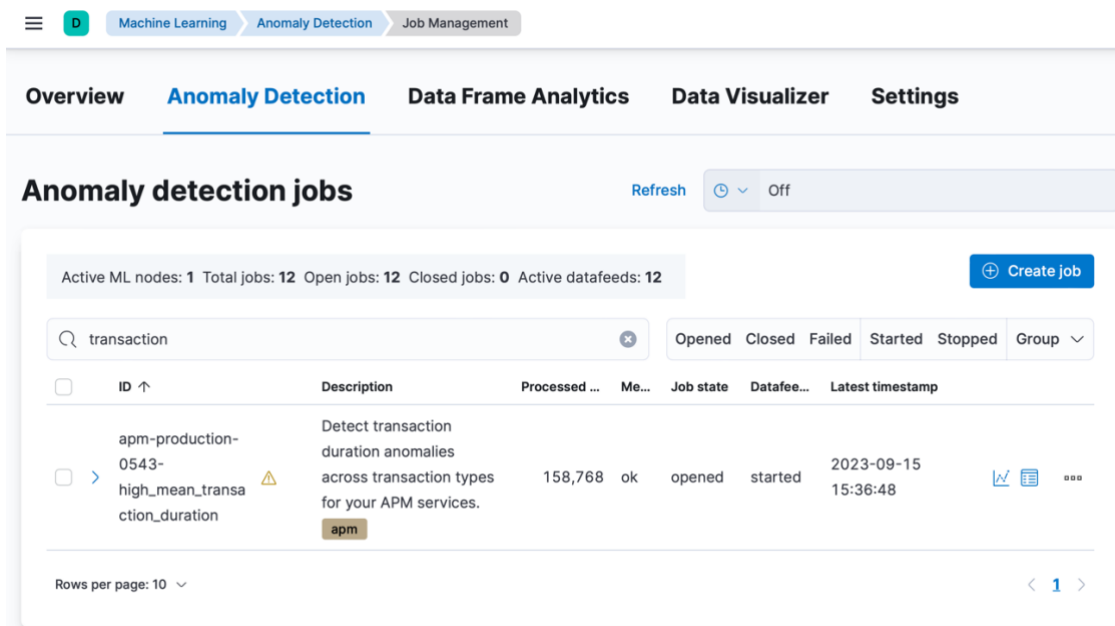 D Machine Learning Anomaly Detection Job Management
Overview Anomaly Detection Data Frame Analytics Data Visualizer Settings
Anomaly detection jobs Refresh Off
Active ML nodes: 1 Total jobs: 12 Open jobs: 12 Closed jobs: 0 Active datafeeds: 12 Create job
transaction Opened Closed Failed Started Stopped Group
ID ↑ Description Processed ... Me... Job state Datafee... Latest timestamp
apm-production-
0543-
high_mean_transa
ction_duration
Detect transaction
duration anomalies
across transaction types
for your APM services.
apm
158,768 ok opened started
2023-09-15
15:36:48
Rows per page: 10 < 1 >